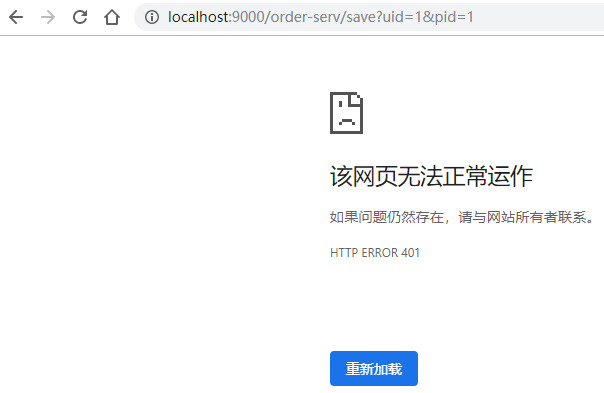 localhost:9000/order-serv/save?uid=1&pid=1
该网页无法正常运作
如果问题仍然存在，请与网站所有者联系。
HTTP ERROR 401
重新加载